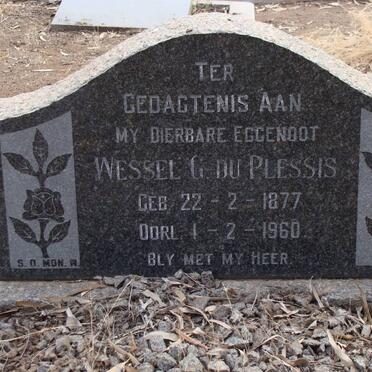 TER
GEDAGTENIS AAN
MY DIERBARE EGGENOOT
WESSEL G. DU PLESSIS
GEB. 22 - 2 - 1877
OORL. 1 - 2 - 1960.
BLY MET MY HEER.
S. O. MON. W